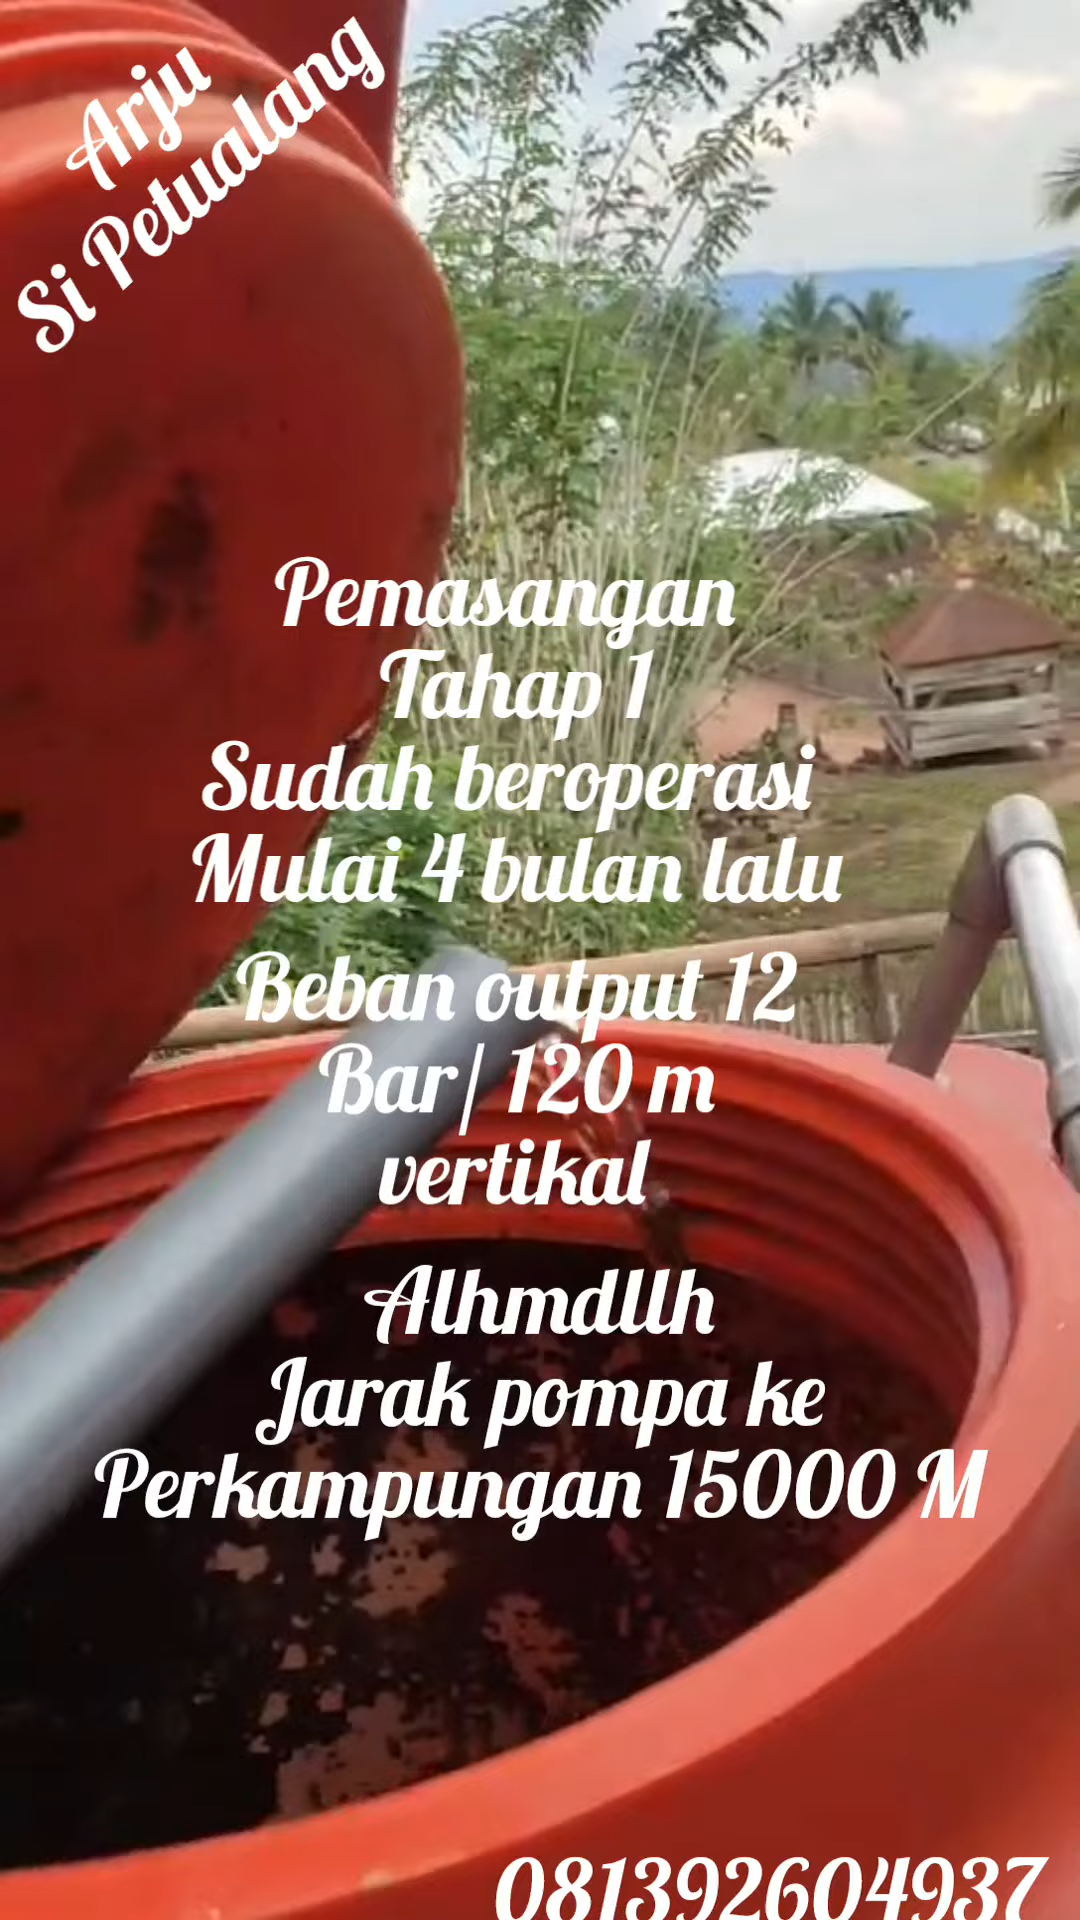 Arju
Si Petualang
Pemasangan
Tahap 1
Sudah beroperasi
Mulai 4 bulan lalu
Beban output 12
Bar/ 120 m
vertikal
Alhmdllh
Jarak pompa ke
Perkampungan 15000 M
081392604937